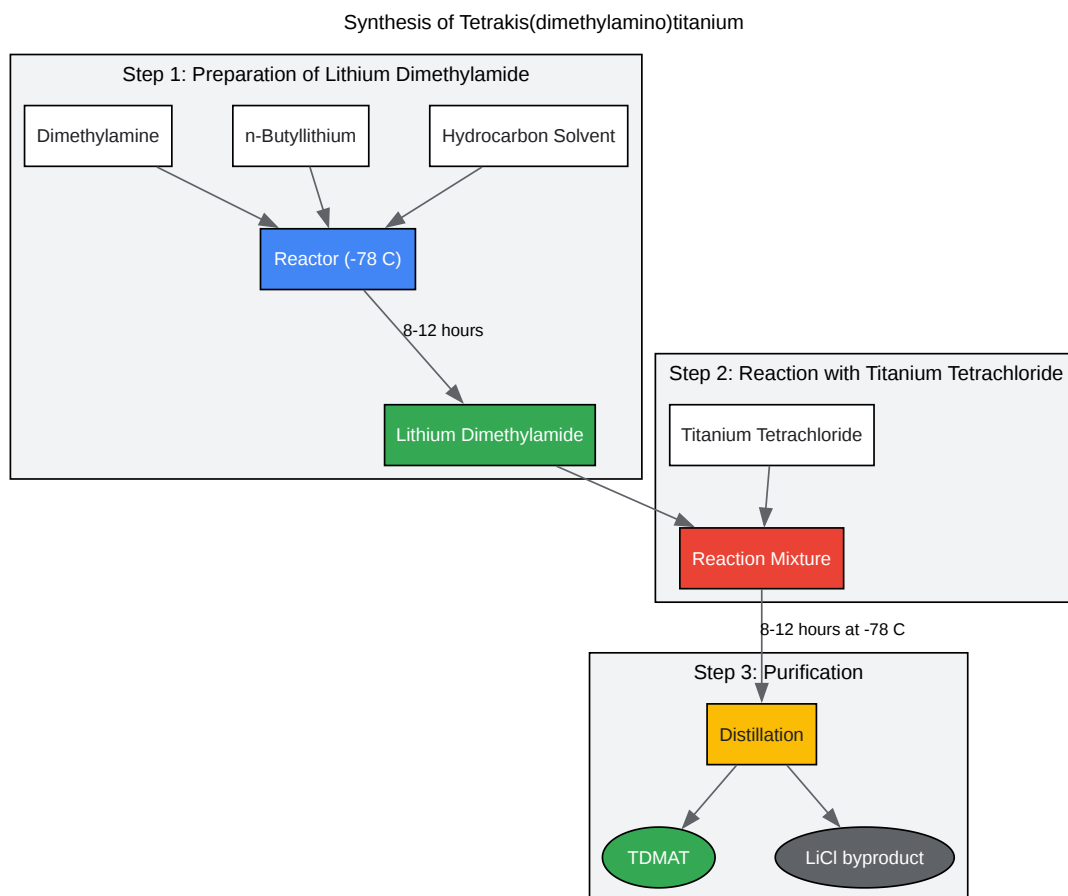 Synthesis of Tetrakis(dimethylamino)titanium
Step 1: Preparation of Lithium Dimethylamide
Dimethylamine
n-Butyllithium
Hydrocarbon Solvent
Reactor (-78 C)
8-12 hours
Lithium Dimethylamide
Step 2: Reaction with Titanium Tetrachloride
Titanium Tetrachloride
Reaction Mixture
8-12 hours at -78 C
Step 3: Purification
Distillation
TDMAT
LiCl byproduct